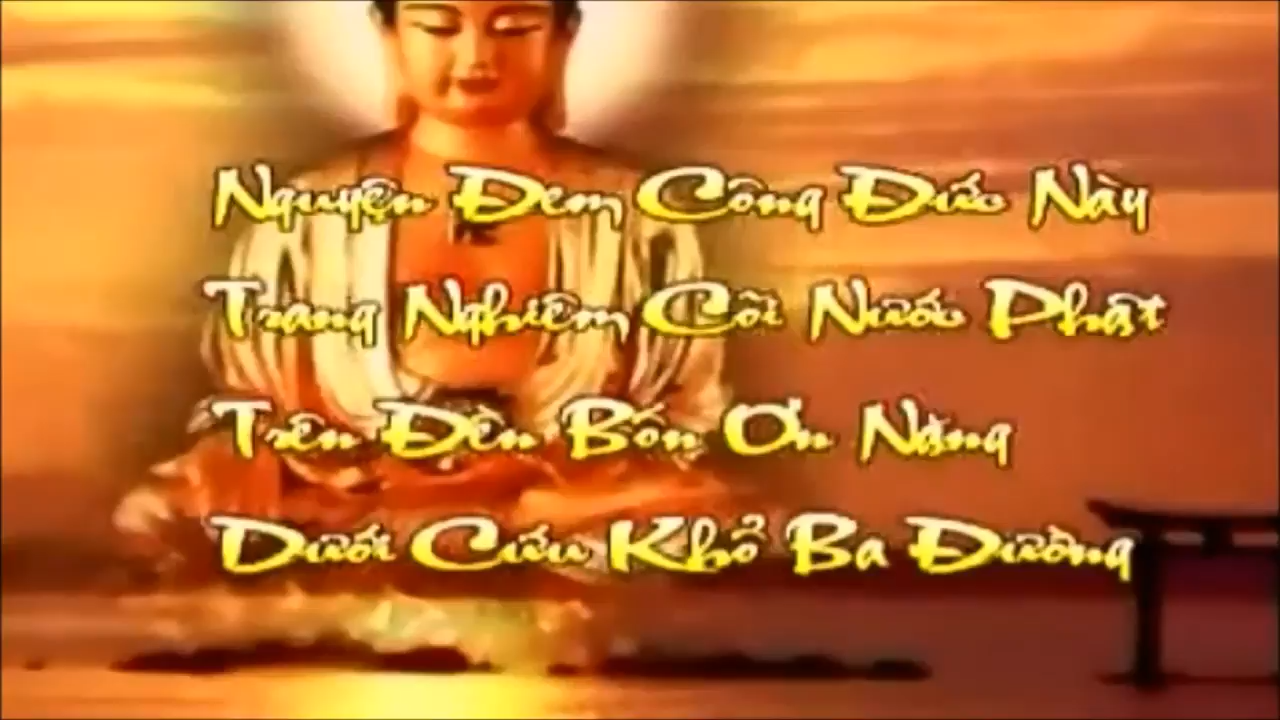 Nguyện Đem Công Đức Này
Trang Nghiêm Cõi Nước Phật
Trên Đền Bốn Ơn Nặng
Dưới Cứu Khổ Ba Đường